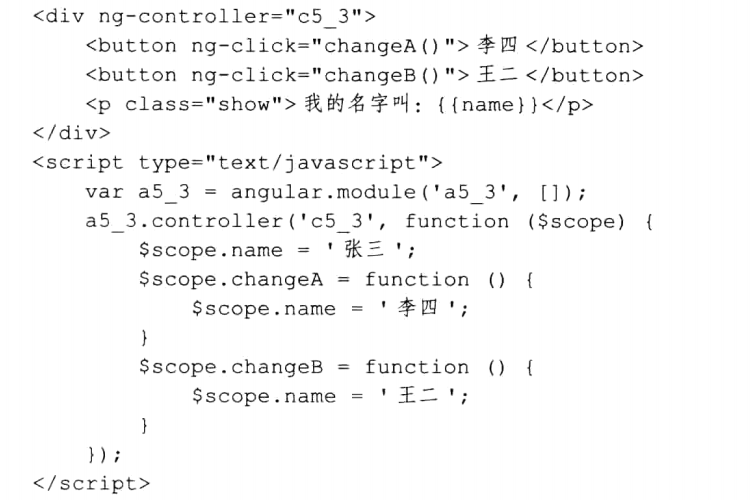 <div ng-controller="c5_3">
    <button ng-click="changeA()">李四</button>
    <button ng-click="changeB()">王二</button>
    <p class="show">我的名字叫: {{name}}</p>
</div>
<script type="text/javascript">
    var a5_3 = angular.module('a5_3', []);
    a5_3.controller('c5_3', function ($scope) {
        $scope.name = '张三';
        $scope.changeA = function () {
            $scope.name = '李四';
        }
        $scope.changeB = function () {
            $scope.name = '王二';
        }
    });
</script>